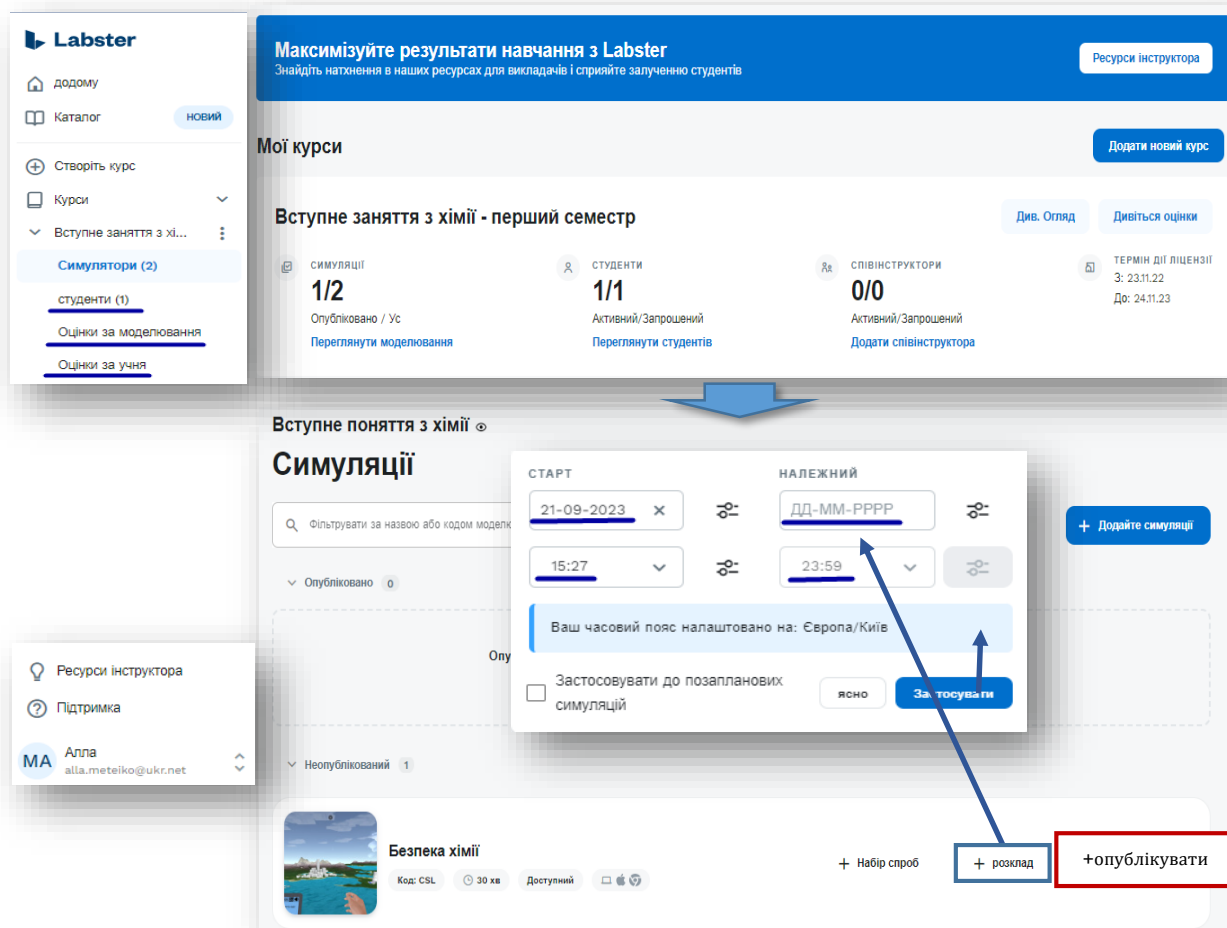 Labster
додому
Каталог
новий
Створіть курс
Курси
Вступне заняття з хі...
Симулятори (2)
студенти (1)
Оцінки за моделювання
Оцінки за учня
Максимізуйте результати навчання з Labster
Знайдіть натхнення в наших ресурсах для викладачів і сприяйте залученню студентів
Ресурси інструктора
Мої курси
Додати новий курс
Вступне заняття з хімії - перший семестр
Див. Огляд
Дивіться оцінки
СИМУЛЯЦІЇ
1/2
Опубліковано / Ус
Переглянути моделювання
СТУДЕНТИ
1/1
Активний/Запрошений
Переглянути студентів
СПІВІНСТРУКТОРИ
0/0
Активний/Запрошений
Додати співінструктора
ТЕРМІН ДІЇ ЛІЦЕНЗІЇ
З: 23.11.22
До: 24.11.23
Вступне поняття з хімії
Симуляції
Фільтрувати за назвою або кодом модел
+ Додайте симуляції
Опубліковано 0
Опу
СТАРТ
НАЛЕЖНИЙ
21-09-2023
ДД-ММ-РРРР
15:27
23:59
Ваш часовий пояс налаштовано на: Європа/Київ
Застосовувати до позапланових
симуляцій
ясно
Застосувати
Ресурси інструктора
Підтримка
МА
Алла
alla.meteiko@ukr.net
Неопублікований 1
Безпека хімії
Код: CSL
30 хв
Доступний
+ Набір спроб
+ розклад
+опублікувати